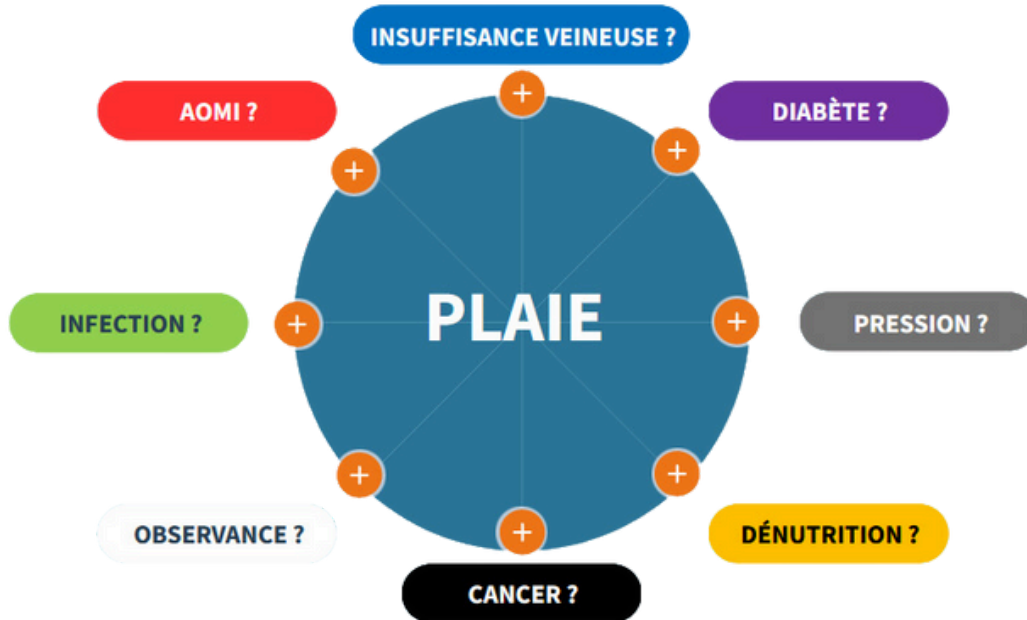 INSUFFISANCE VEINEUSE ?
AOMI ?
DIABÈTE ?
INFECTION ?
PLAIE
PRESSION ?
OBSERVANCE ?
DÉNUTRITION ?
CANCER ?